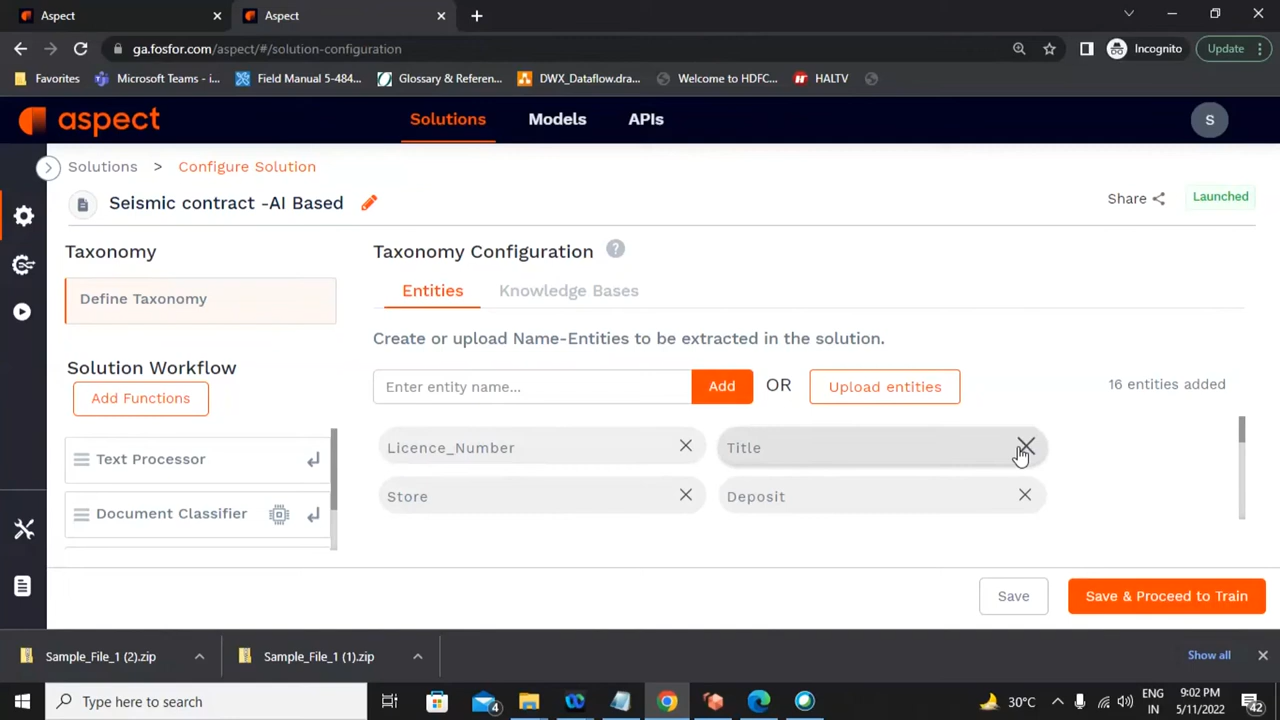 Aspect
Aspect
ga.fosfor.com/aspect/#/solution-configuration
Incognito
Update
Favorites
Microsoft Teams - i...
Field Manual 5-484...
Glossary & Referen...
DWX_Dataflow.dra...
Welcome to HDFC...
HALTV
aspect
Solutions
Models
APIs
S
Solutions > Configure Solution
Seismic contract -AI Based
Share
Launched
Taxonomy
Define Taxonomy
Solution Workflow
Add Functions
Text Processor
Document Classifier
Taxonomy Configuration
Entities
Knowledge Bases
Create or upload Name-Entities to be extracted in the solution.
Enter entity name...
Add
OR
Upload entities
16 entities added
Licence_Number
Title
Store
Deposit
Save
Save & Proceed to Train
Sample_File_1 (2).zip
Sample_File_1 (1).zip
Show all
Type here to search
4
30°C
ENG
IN
9:02 PM
5/11/2022
42